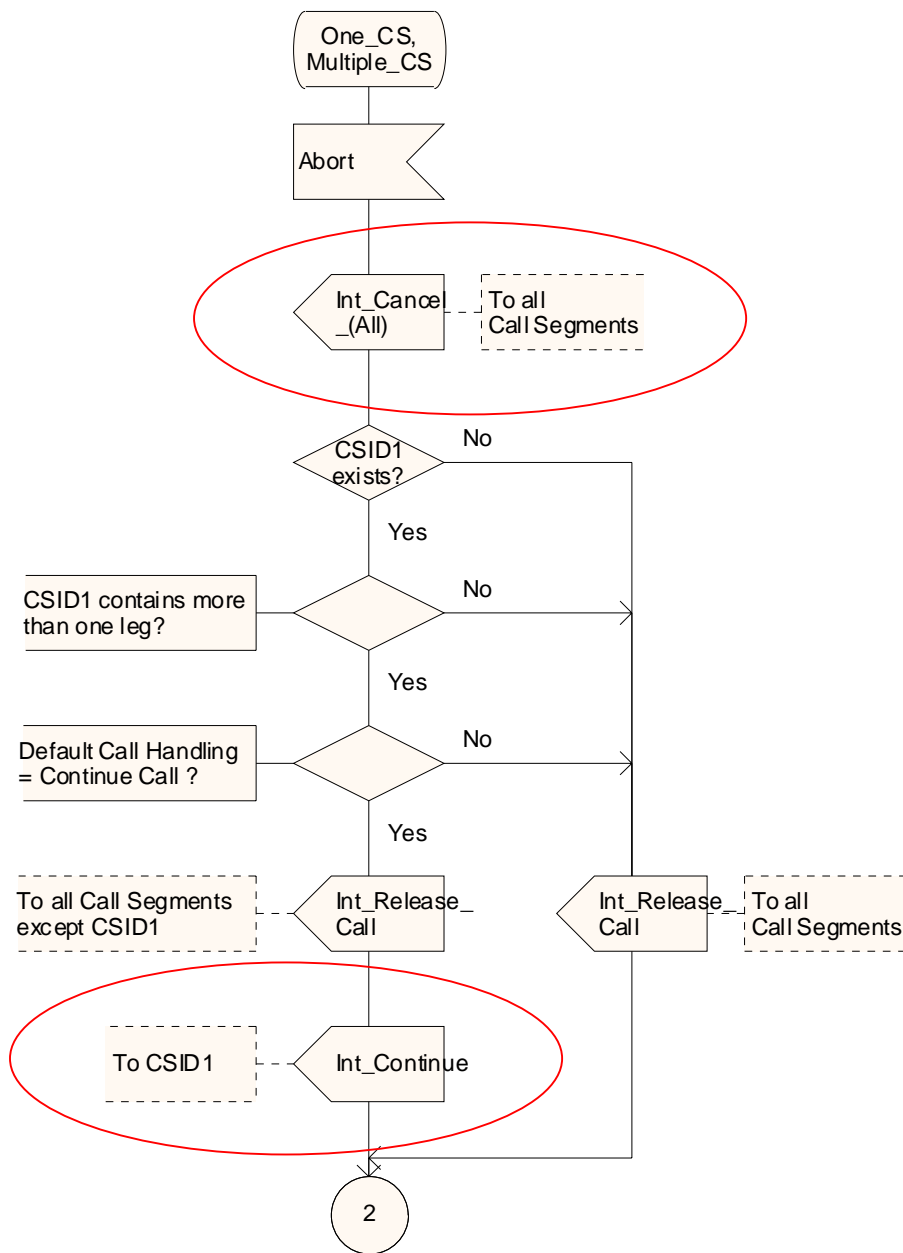 One_CS,
Multiple_CS
Abort
Int_Cancel
_(All)
To all
Call Segments
CSID1
exists?
No
Yes
CSID1 contains more
than one leg?
No
Yes
Default Call Handling
= Continue Call ?
No
Yes
To all Call Segments
except CSID1
Int_Release_
Call
Int_Release_
Call
To all
Call Segments
To CSID1
Int_Continue
2